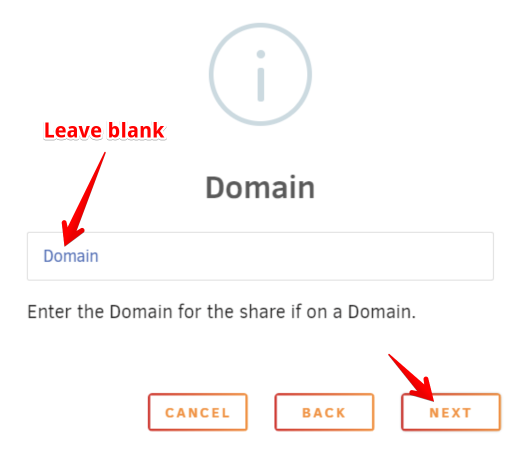 Leave blank
Domain
Domain
Enter the Domain for the share if on a Domain.
CANCEL
BACK
NEXT